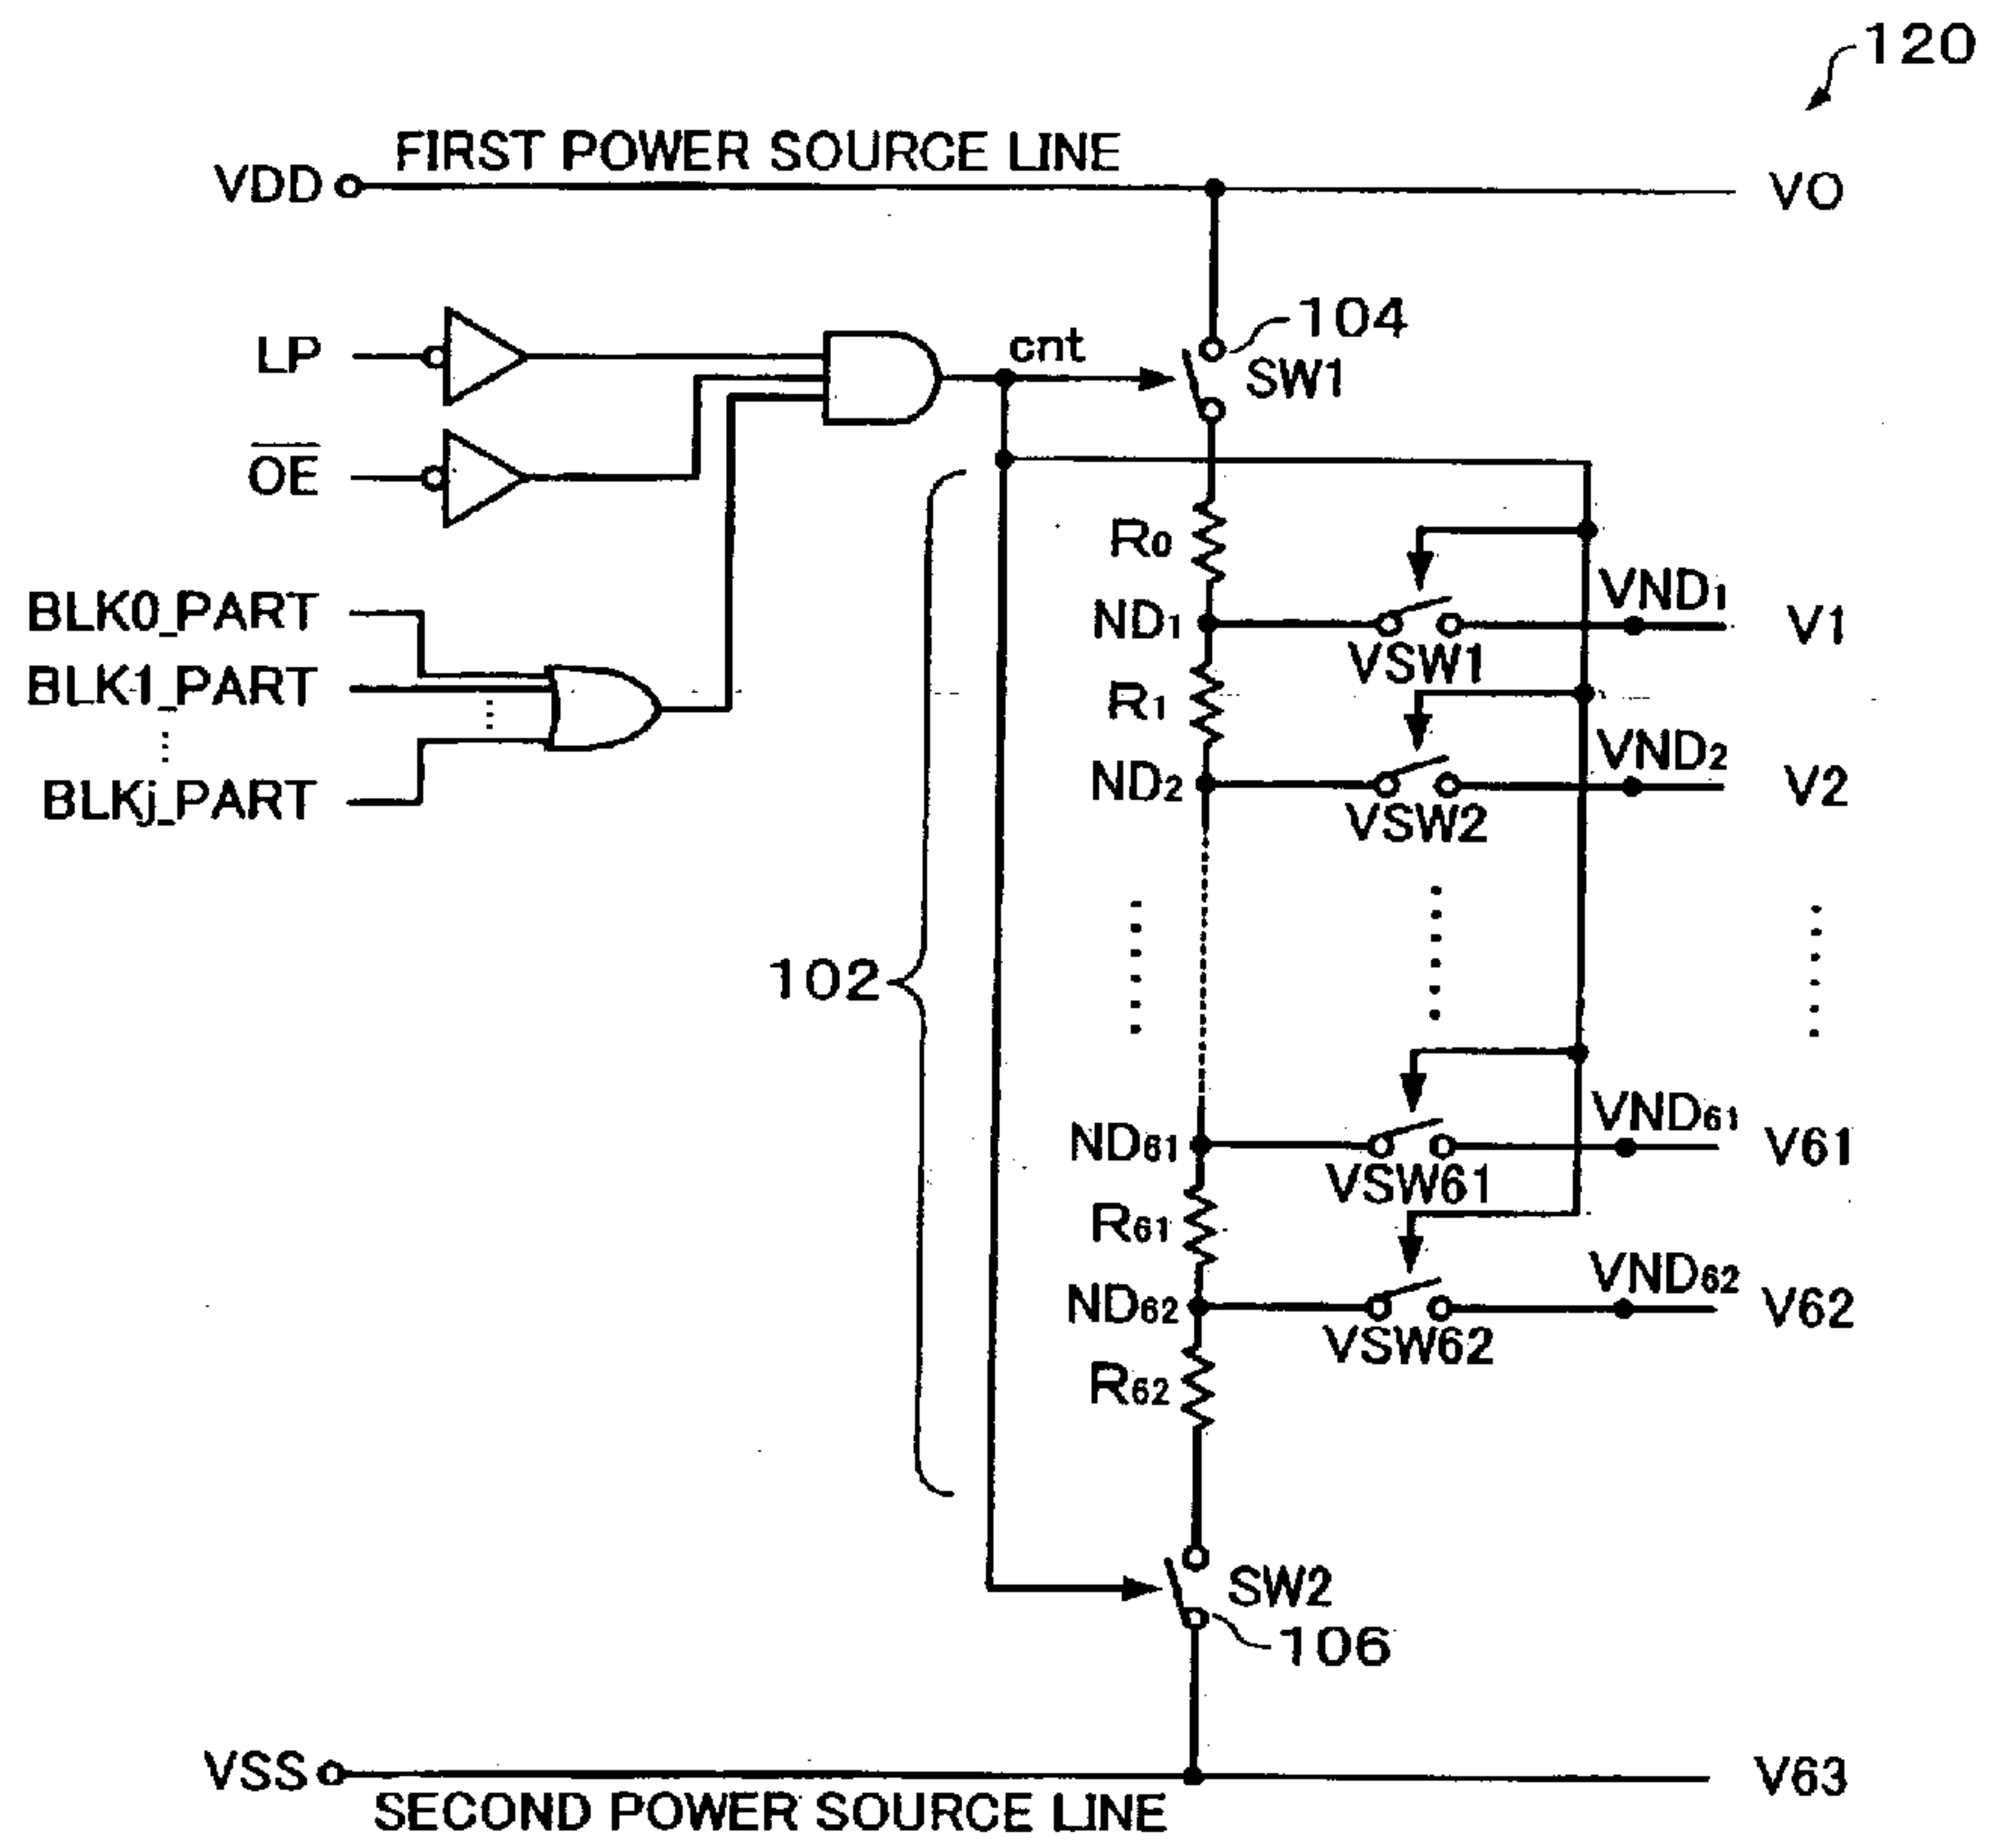 120
FIRST POWER SOURCE LINE
VDD
VO
LP
cnt
104
SW1
OE
R0
BLK0_PART
ND1
VND1
V1
VSW1
BLK1_PART
R1
ND2
VND2
V2
BLKj_PART
VSW2
102
ND61
VND61
V61
VSW61
R61
ND62
VND62
V62
VSW62
R62
SW2
106
VSS
V63
SECOND POWER SOURCE LINE